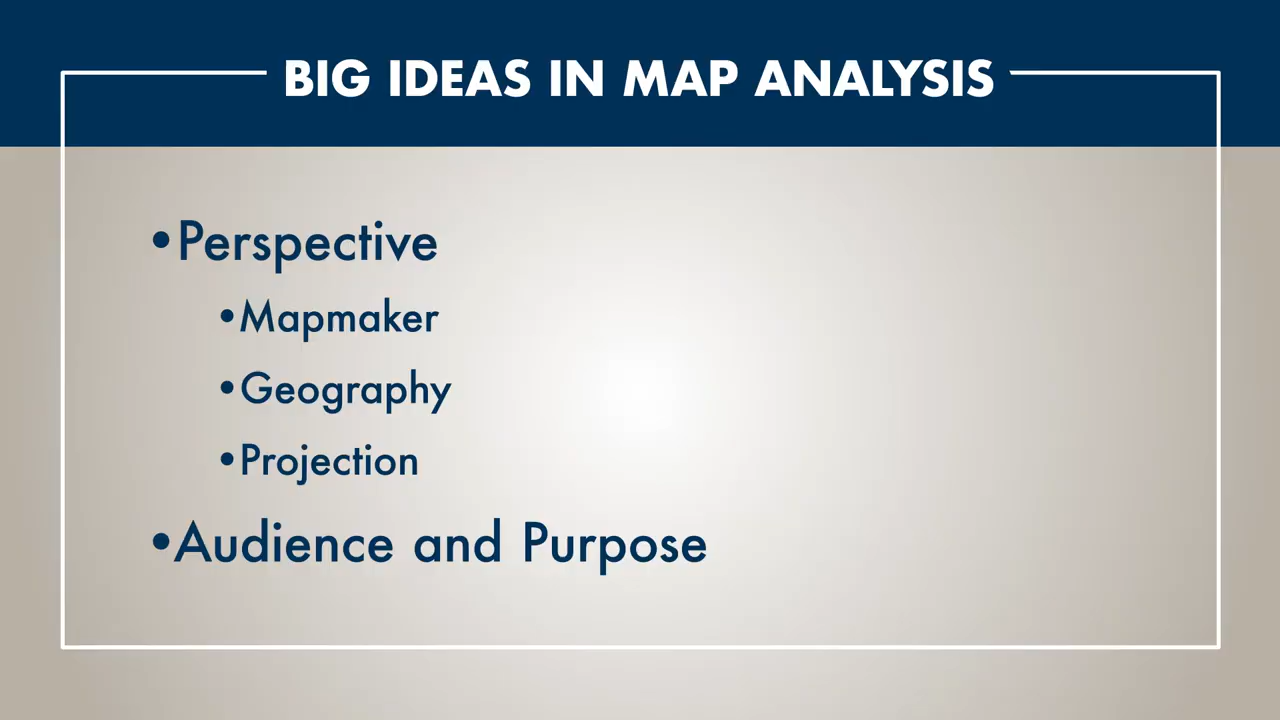 BIG IDEAS IN MAP ANALYSIS
•Perspective
•Mapmaker
•Geography
•Projection
•Audience and Purpose